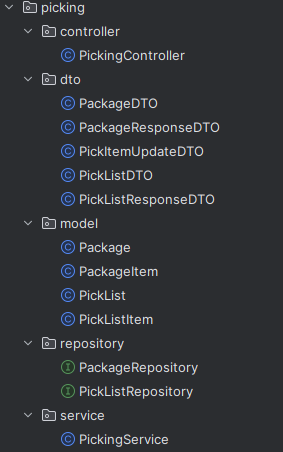 picking
controller
PickingController
dto
PackageDTO
PackageResponseDTO
PickItemUpdateDTO
PickListDTO
PickListResponseDTO
model
Package
PackageItem
PickList
PickListItem
repository
PackageRepository
PickListRepository
service
PickingService